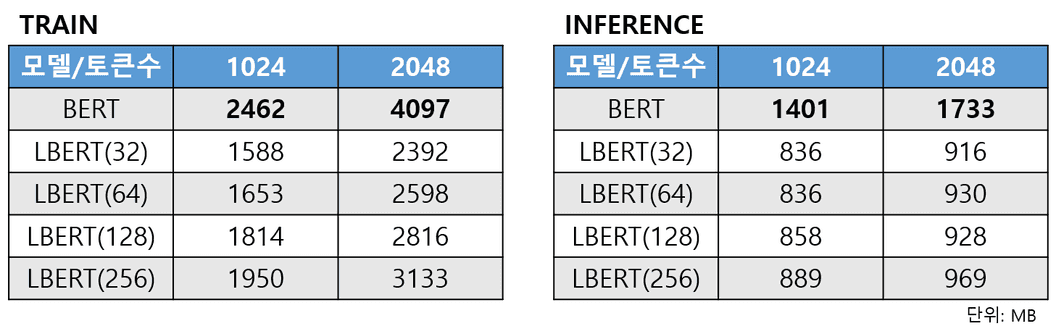 TRAIN
모델/토큰수 1024 2048
BERT 2462 4097
LBERT(32) 1588 2392
LBERT(64) 1653 2598
LBERT(128) 1814 2816
LBERT(256) 1950 3133
INFERENCE
모델/토큰수 1024 2048
BERT 1401 1733
LBERT(32) 836 916
LBERT(64) 836 930
LBERT(128) 858 928
LBERT(256) 889 969
단위: MB